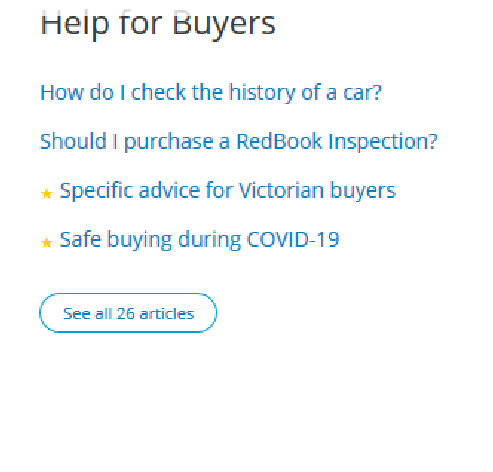 Help for Buyers
How do I check the history of a car?
Should I purchase a RedBook Inspection?
Specific advice for Victorian buyers
Safe buying during COVID-19
See all 26 articles